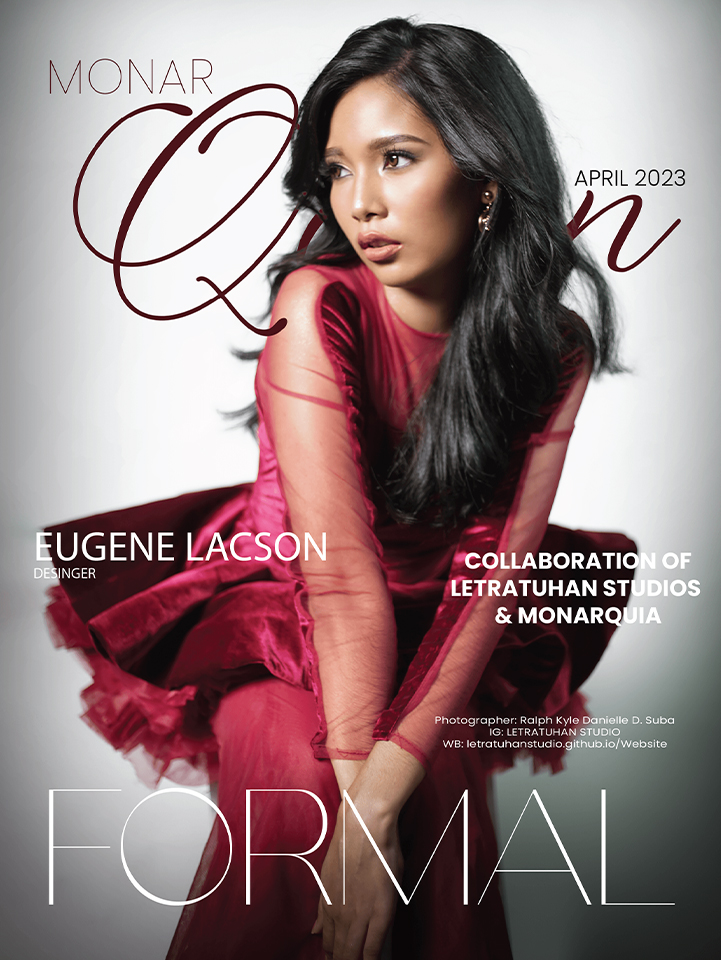 MONAR
Qu n
APRIL 2023
EUGENE LACSON
DESINGER
COLLABORATION OF
LETRATUHAN STUDIOS
& MONARQUIA
Photographer: Ralph Kyle Danielle D. Suba
IG: LETRATUHAN STUDIO
WB: letratuhanstudio.github.io/Website
FORMAL